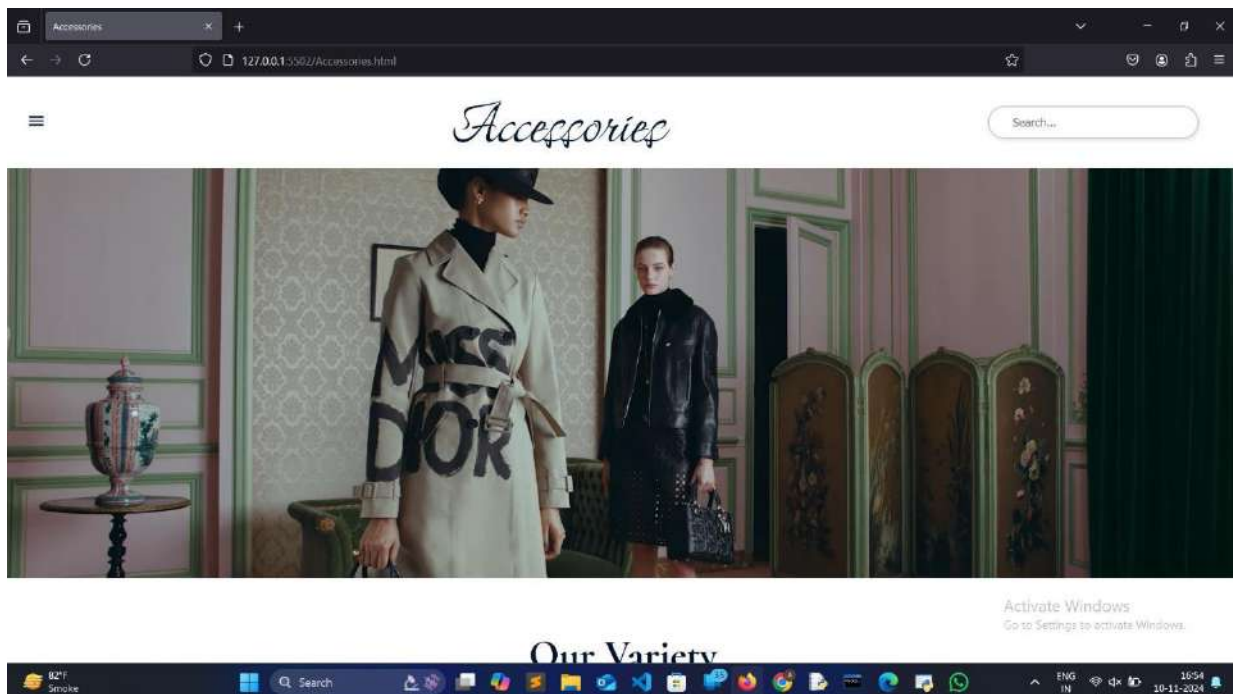 Accessories
127.0.0.1:5502/Accessories.html
Accessories
Search...
MISS
DIOR
Activate Windows
Go to Settings to activate Windows.
Our Variety
82°F
Smoke
Search
35
ENG
IN
16:54
10-11-2024